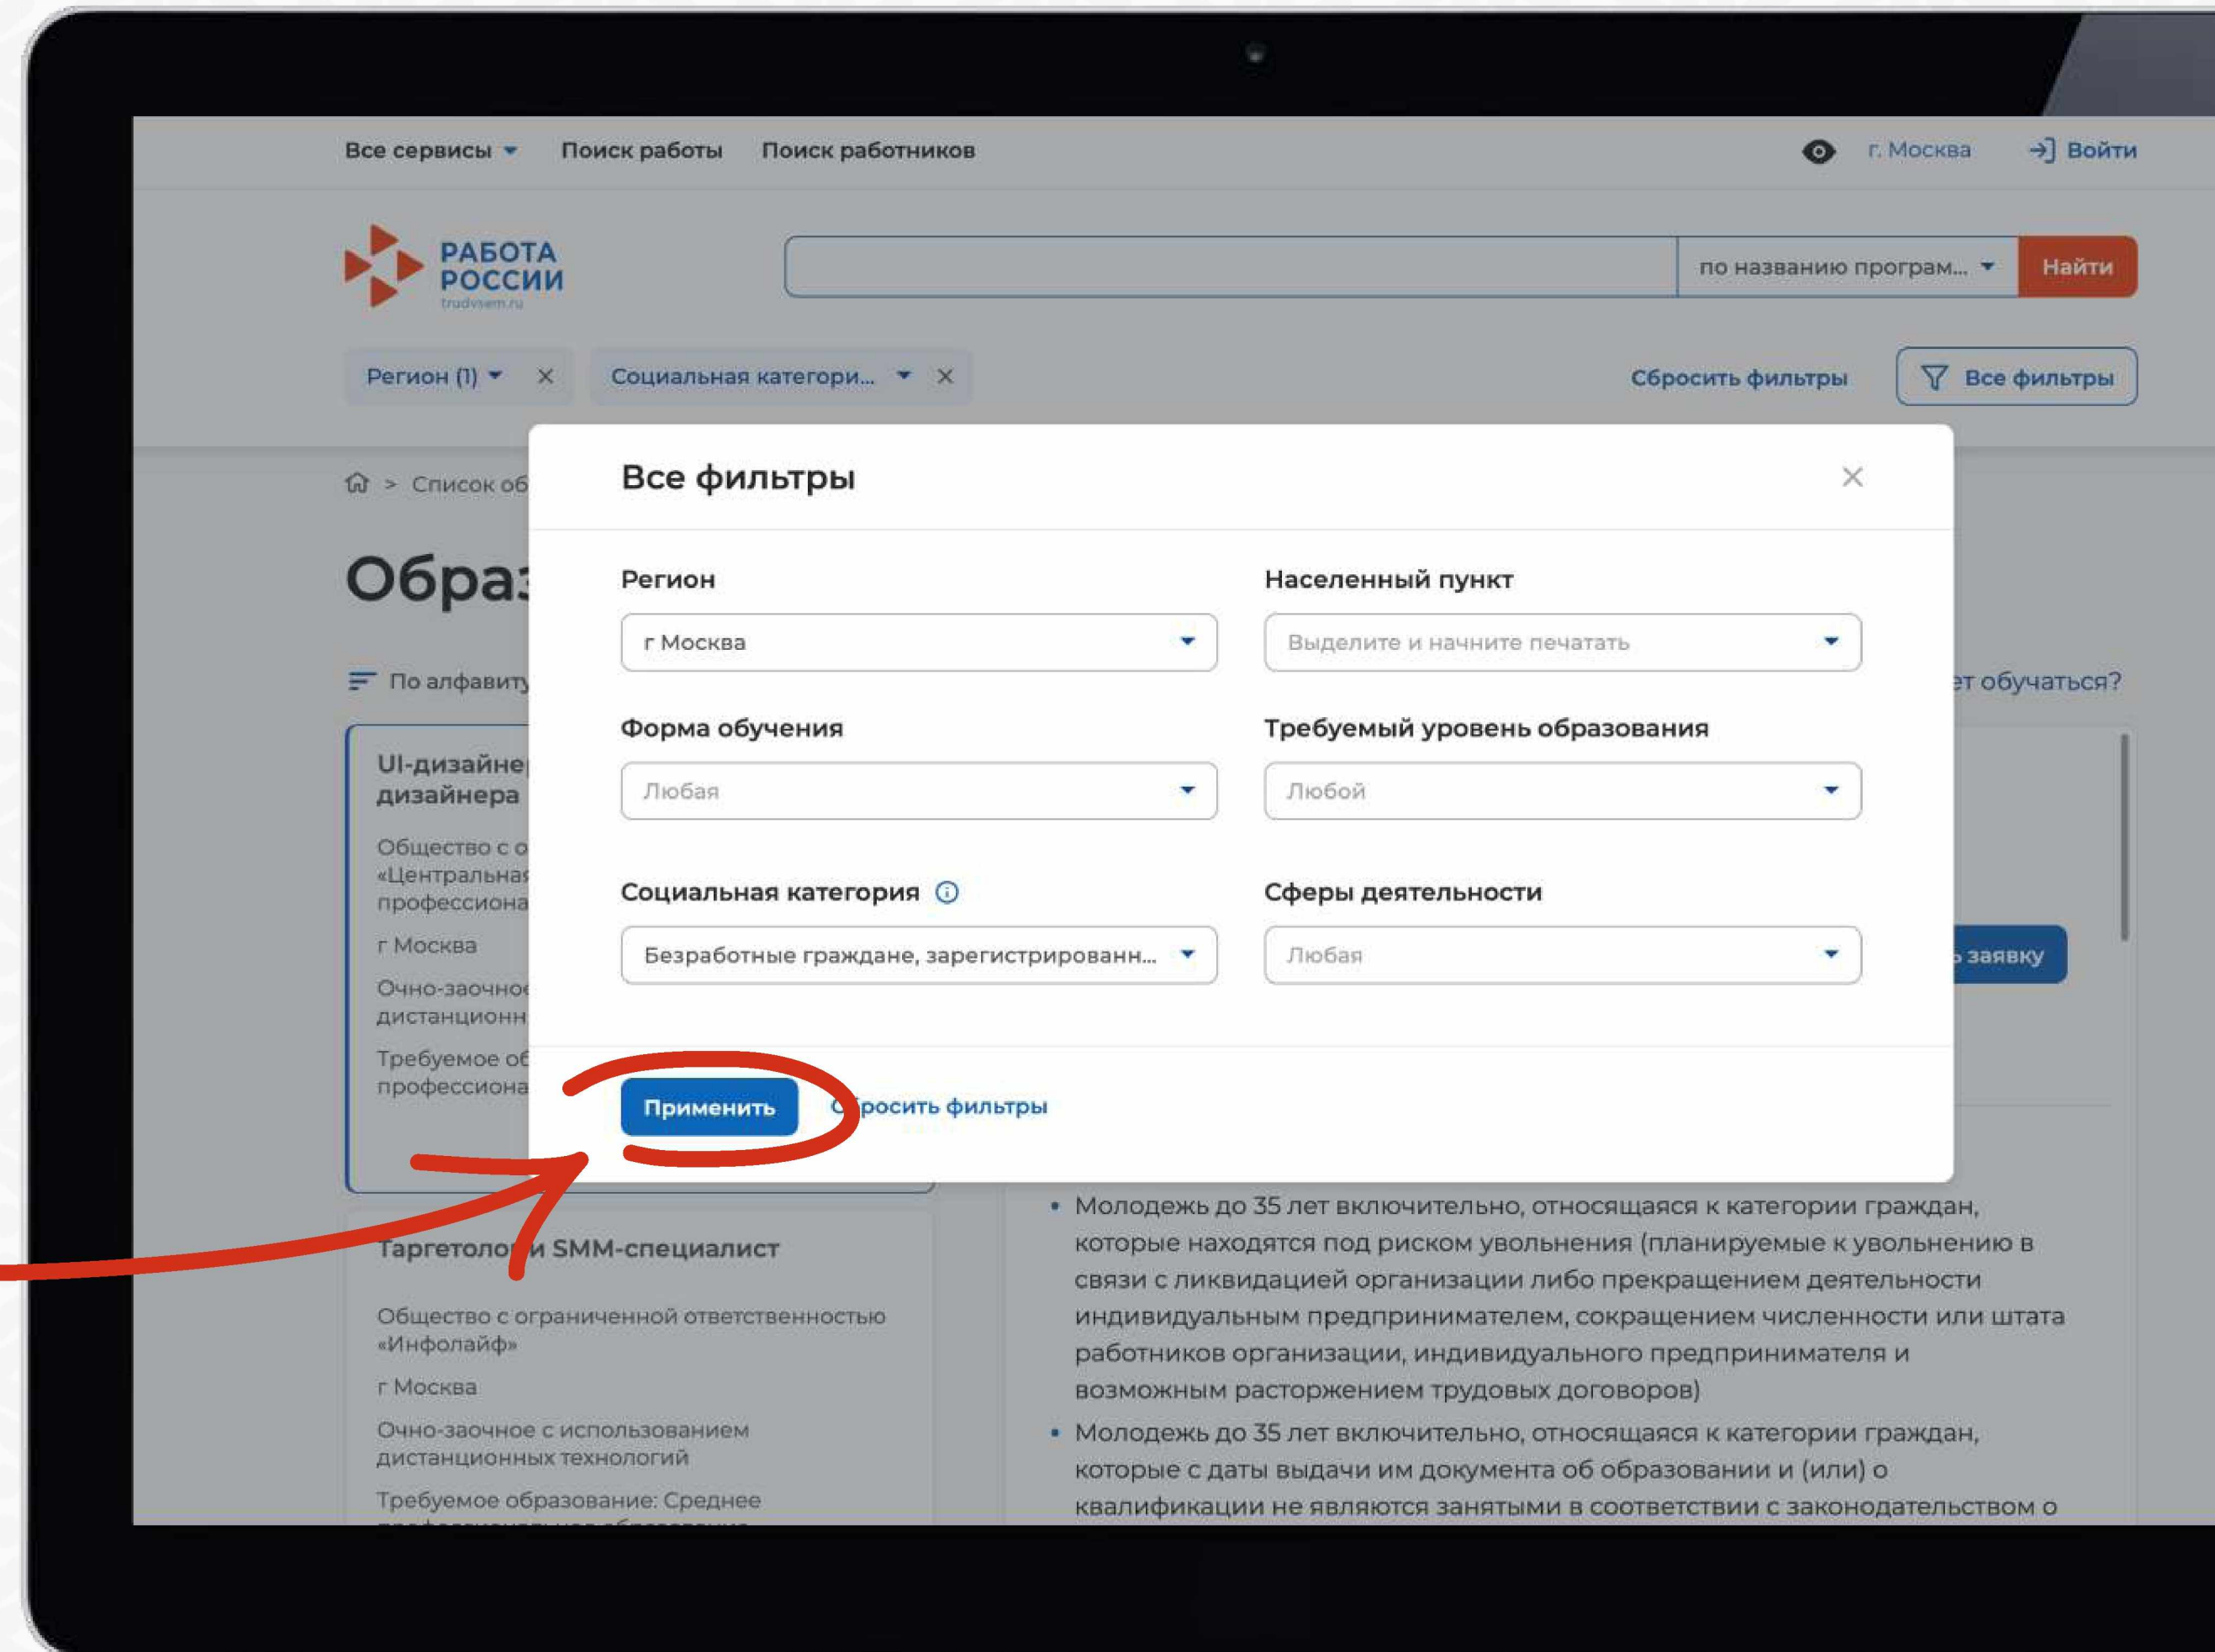 Все сервисы Поиск работы Поиск работников г. Москва Войти
РАБОТА
РОССИИ
trudvsem.ru
по названию програм... Найти
Регион (1) Социальная категори... Сбросить фильтры Все фильтры
> Список об
Все фильтры
Образ
Регион Населенный пункт
г Москва Выделите и начните печатать
По алфавиту
ет обучаться?
Форма обучения Требуемый уровень образования
Любая Любой
Социальная категория Сферы деятельности
Безработные граждане, зарегистрированн... Любая
Применить Сбросить фильтры
UI-дизайне
дизайнера
Общество с о
«Центральная
профессиона
г Москва
Очно-заочное
дистанционн
Требуемое об
профессиона
ь заявку
Таргетолог и SMM-специалист
Общество с ограниченной ответственностью
«Инфолайф»
г Москва
Очно-заочное с использованием
дистанционных технологий
Требуемое образование: Среднее
• Молодежь до 35 лет включительно, относящаяся к категории граждан,
которые находятся под риском увольнения (планируемые к увольнению в
связи с ликвидацией организации либо прекращением деятельности
индивидуальным предпринимателем, сокращением численности или штата
работников организации, индивидуального предпринимателя и
возможным расторжением трудовых договоров)
• Молодежь до 35 лет включительно, относящаяся к категории граждан,
которые с даты выдачи им документа об образовании и (или) о
квалификации не являются занятыми в соответствии с законодательством о